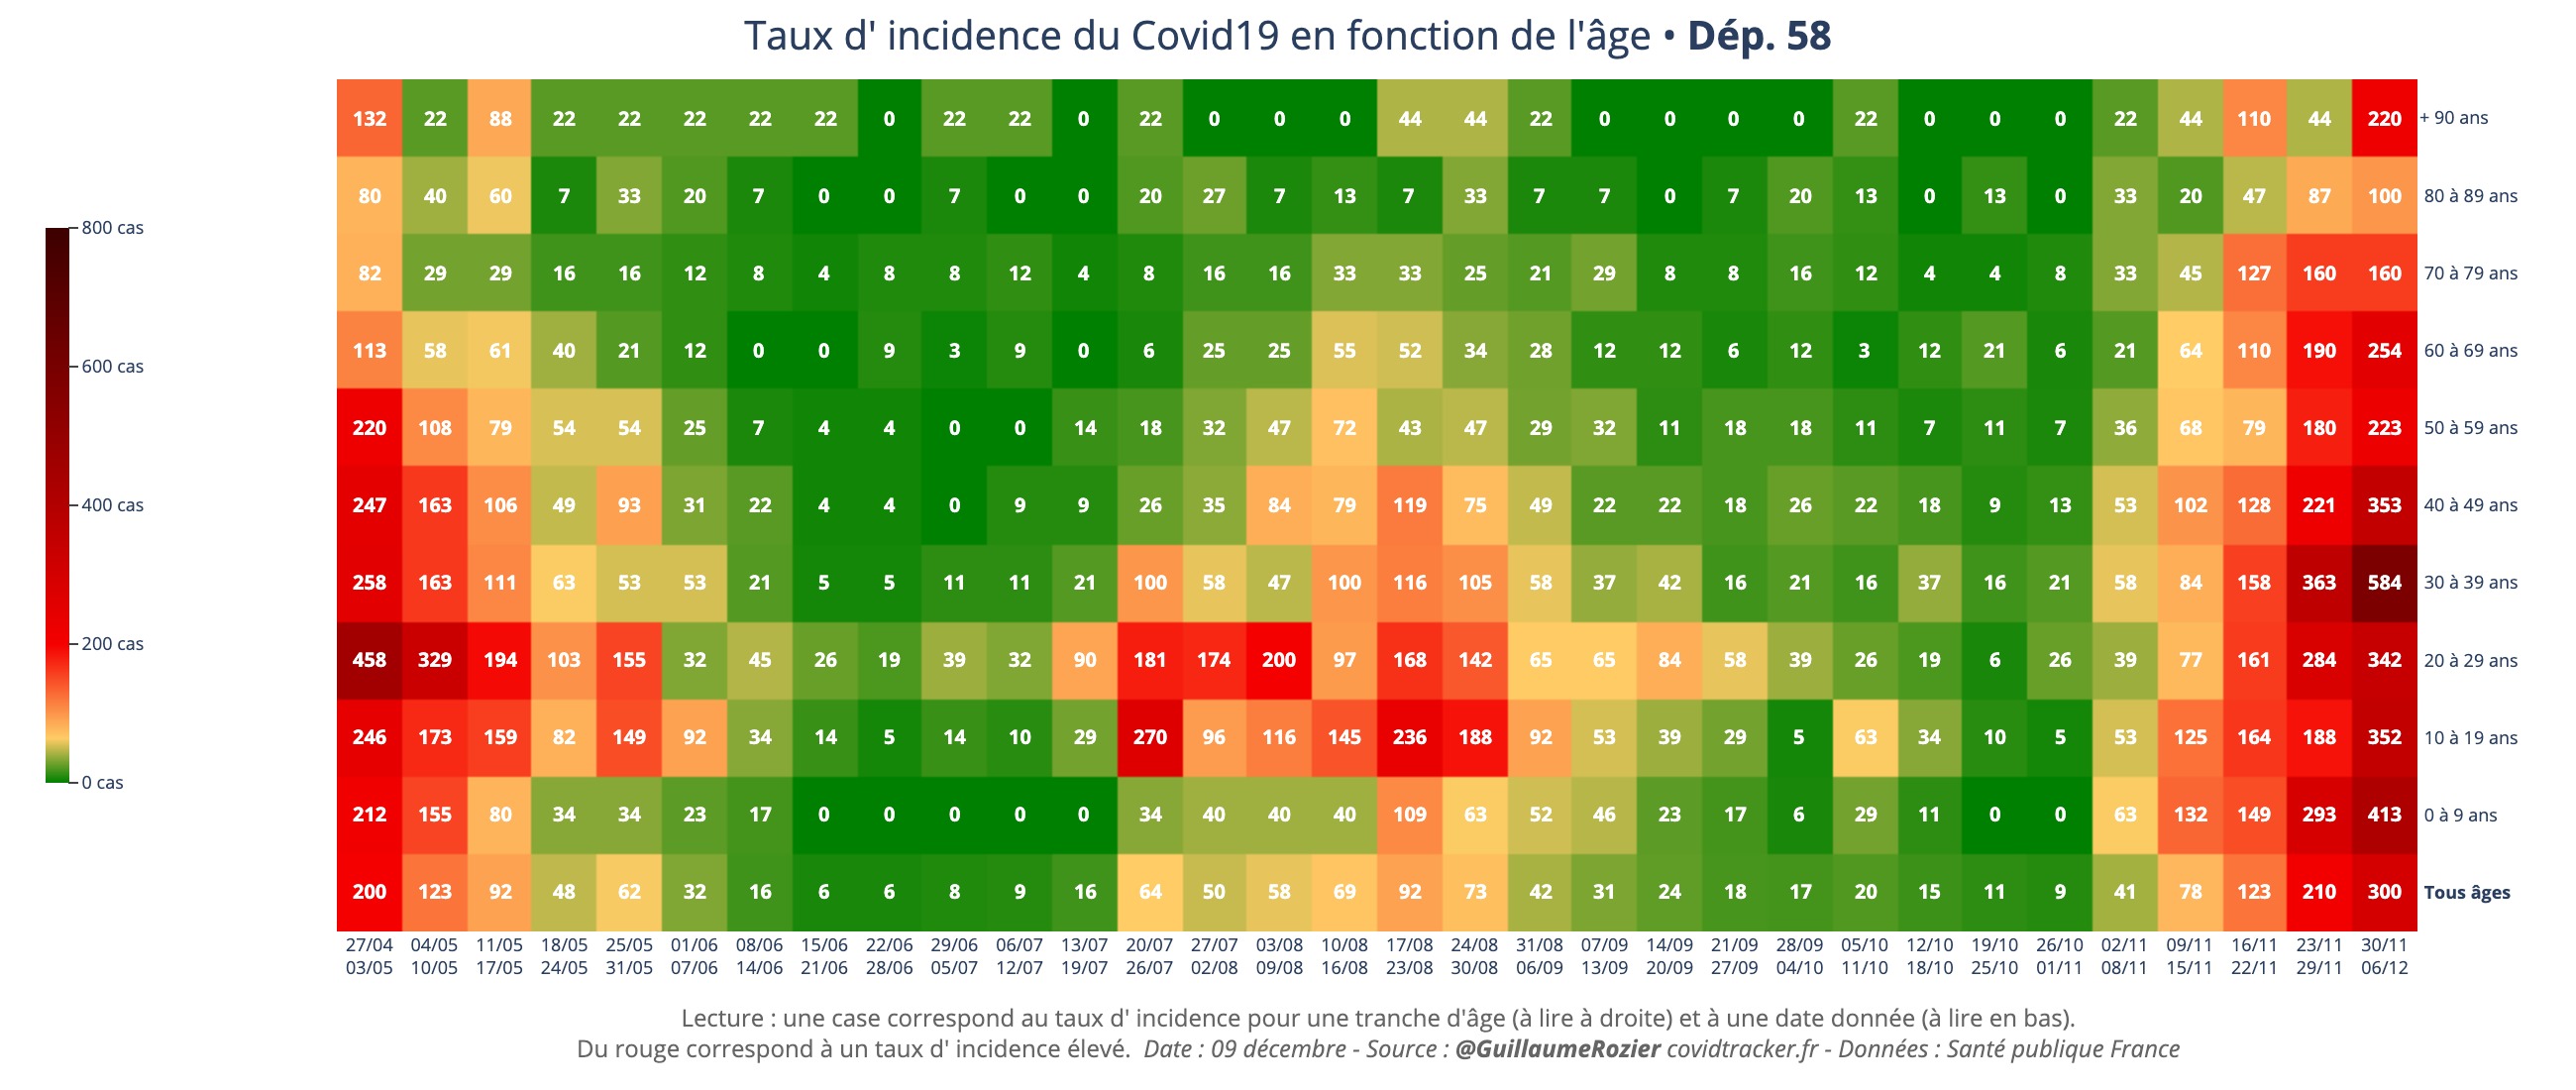 Taux d' incidence du Covid19 en fonction de l'âge • Dép. 58
800 cas
600 cas
400 cas
200 cas
0 cas
132 22 88 22 22 22 22 22 0 22 22 0 22 0 0 0 44 44 22 0 0 0 0 22 0 0 0 22 44 110 44 220 + 90 ans
80 40 60 7 33 20 7 0 0 7 0 0 20 27 7 13 7 33 7 7 0 7 20 13 0 13 0 33 20 47 87 100 80 à 89 ans
82 29 29 16 16 12 8 4 8 8 12 4 8 16 16 33 33 25 21 29 8 8 16 12 4 4 8 33 45 127 160 160 70 à 79 ans
113 58 61 40 21 12 0 0 9 3 9 0 6 25 25 55 52 34 28 12 12 6 12 3 12 21 6 21 64 110 190 254 60 à 69 ans
220 108 79 54 54 25 7 4 4 0 0 14 18 32 47 72 43 47 29 32 11 18 18 11 7 11 7 36 68 79 180 223 50 à 59 ans
247 163 106 49 93 31 22 4 4 0 9 9 26 35 84 79 119 75 49 22 22 18 26 22 18 9 13 53 102 128 221 353 40 à 49 ans
258 163 111 63 53 53 21 5 5 11 11 21 100 58 47 100 116 105 58 37 42 16 21 16 37 16 21 58 84 158 363 584 30 à 39 ans
458 329 194 103 155 32 45 26 19 39 32 90 181 174 200 97 168 142 65 65 84 58 39 26 19 6 26 39 77 161 284 342 20 à 29 ans
246 173 159 82 149 92 34 14 5 14 10 29 270 96 116 145 236 188 92 53 39 29 5 63 34 10 5 53 125 164 188 352 10 à 19 ans
212 155 80 34 34 23 17 0 0 0 0 0 34 40 40 40 109 63 52 46 23 17 6 29 11 0 0 63 132 149 293 413 0 à 9 ans
200 123 92 48 62 32 16 6 6 8 9 16 64 50 58 69 92 73 42 31 24 18 17 20 15 11 9 41 78 123 210 300 Tous âges
27/04 04/05 11/05 18/05 25/05 01/06 08/06 15/06 22/06 29/06 06/07 13/07 20/07 27/07 03/08 10/08 17/08 24/08 31/08 07/09 14/09 21/09 28/09 05/10 12/10 19/10 26/10 02/11 09/11 16/11 23/11 30/11
03/05 10/05 17/05 24/05 31/05 07/06 14/06 21/06 28/06 05/07 12/07 19/07 26/07 02/08 09/08 16/08 23/08 30/08 06/09 13/09 20/09 27/09 04/10 11/10 18/10 25/10 01/11 08/11 15/11 22/11 29/11 06/12
Lecture : une case correspond au taux d' incidence pour une tranche d'âge (à lire à droite) et à une date donnée (à lire en bas).
Du rouge correspond à un taux d' incidence élevé. Date : 09 décembre - Source : @GuillaumeRozier covidtracker.fr - Données : Santé publique France